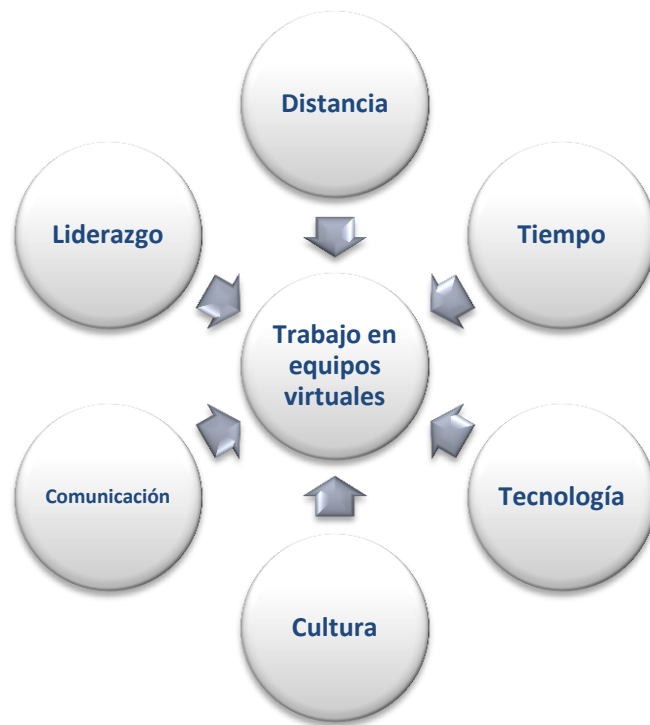 Distancia
Liderazgo
Tiempo
Trabajo en
equipos
virtuales
Comunicación
Tecnología
Cultura